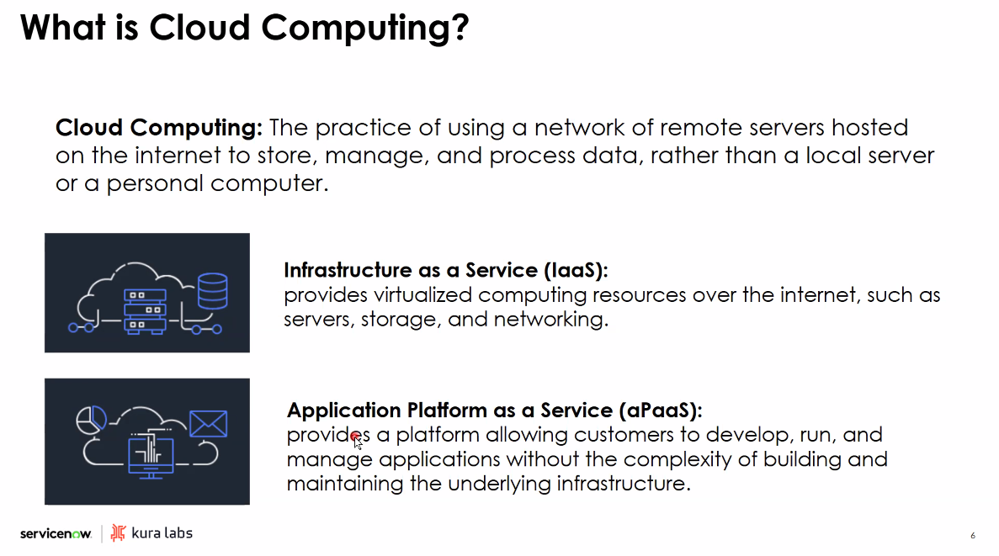 What is Cloud Computing?
Cloud Computing: The practice of using a network of remote servers hosted
on the internet to store, manage, and process data, rather than a local server
or a personal computer.
Infrastructure as a Service (IaaS):
provides virtualized computing resources over the internet, such as
servers, storage, and networking.
Application Platform as a Service (aPaaS):
provides a platform allowing customers to develop, run, and
manage applications without the complexity of building and
maintaining the underlying infrastructure.
servicenow. kura labs
6